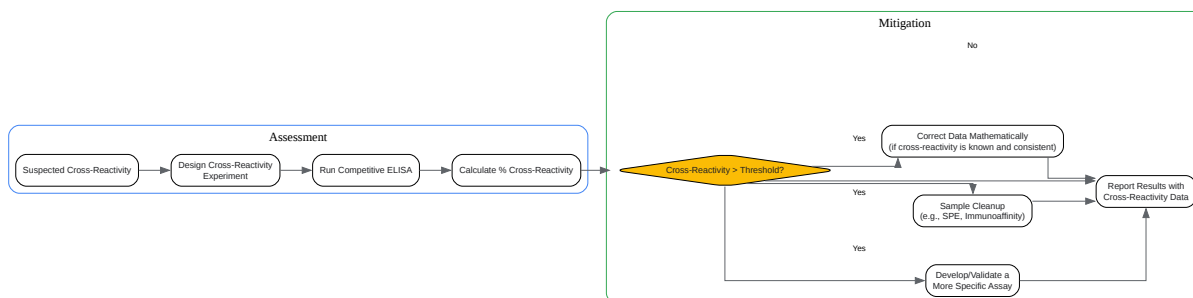 Mitigation
No
Assessment
Suspected Cross-Reactivity
Design Cross-Reactivity
Experiment
Run Competitive ELISA
Calculate % Cross-Reactivity
Cross-Reactivity > Threshold?
Yes
Correct Data Mathematically
(if cross-reactivity is known and consistent)
Yes
Sample Cleanup
(e.g., SPE, Immunoaffinity)
Yes
Develop/Validate a
More Specific Assay
Report Results with
Cross-Reactivity Data